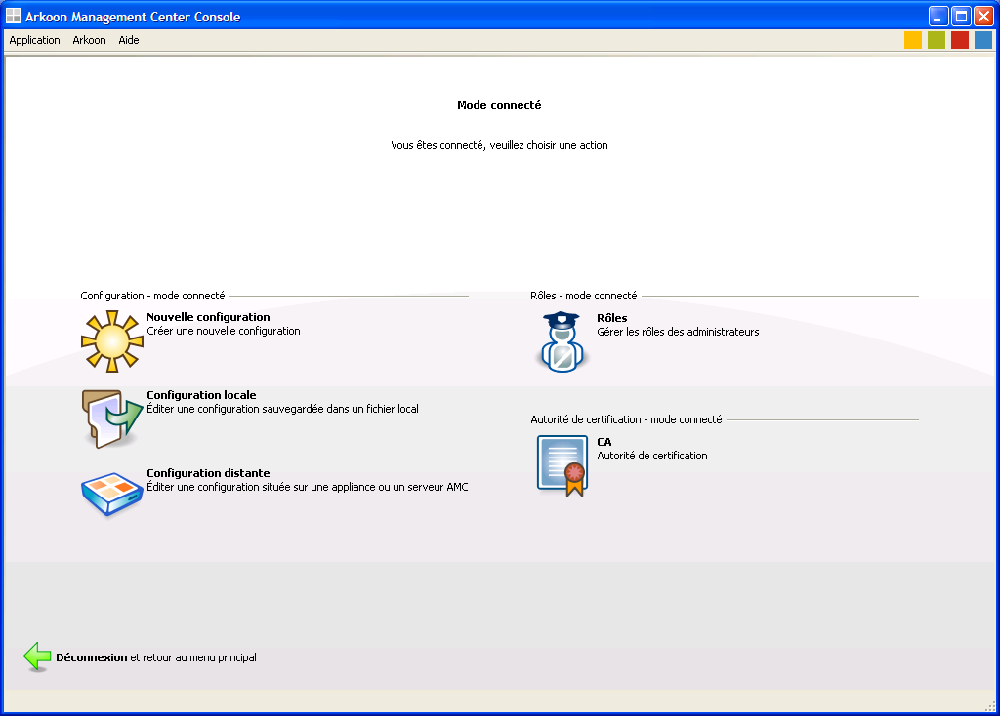 Arkoon Management Center Console
Application Arkoon Aide
Mode connecté
Vous êtes connecté, veuillez choisir une action
Configuration - mode connecté
Nouvelle configuration
Créer une nouvelle configuration
Configuration locale
Éditer une configuration sauvegardée dans un fichier local
Configuration distante
Éditer une configuration située sur une appliance ou un serveur AMC
Rôles - mode connecté
Rôles
Gérer les rôles des administrateurs
Autorité de certification - mode connecté
CA
Autorité de certification
Déconnexion et retour au menu principal